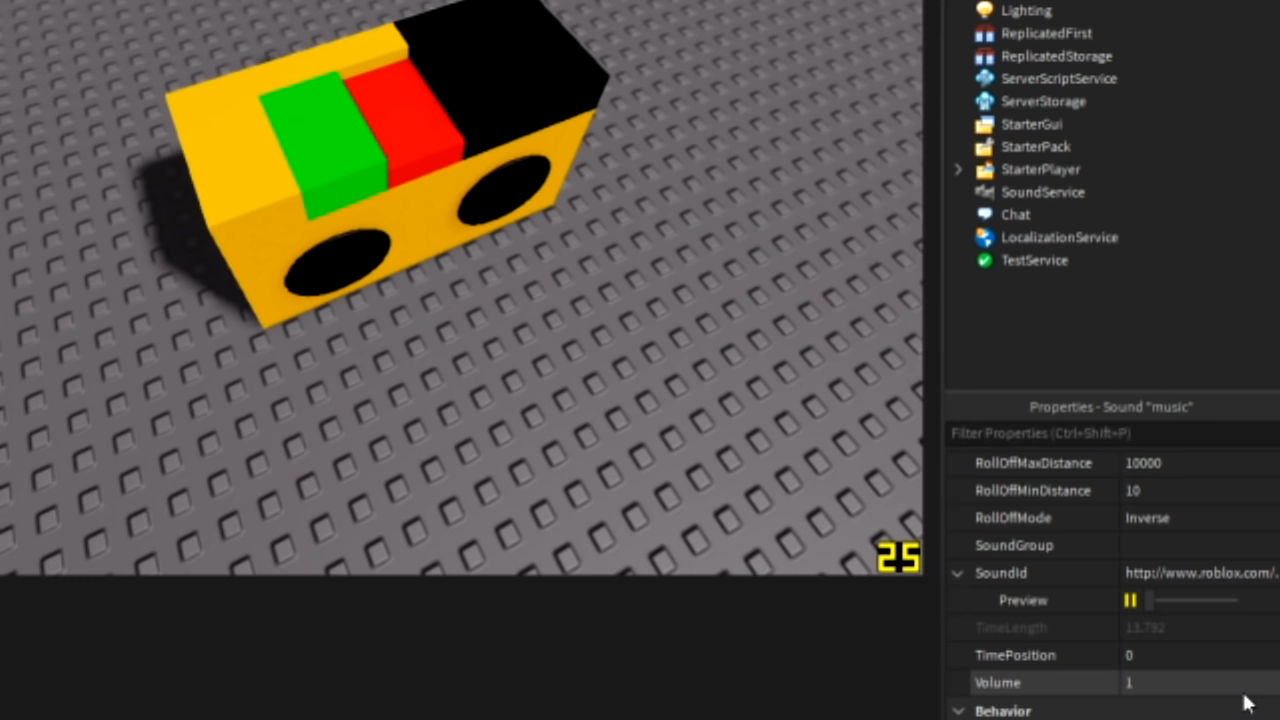 Lighting
ReplicatedFirst
ReplicatedStorage
ServerScriptService
ServerStorage
StarterGui
StarterPack
StarterPlayer
SoundService
Chat
LocalizationService
TestService
Properties - Sound "music"
Filter Properties (Ctrl+Shift+P)
RollOffMaxDistance 10000
RollOffMinDistance 10
RollOffMode Inverse
SoundGroup
SoundId http://www.roblox.com/.
Preview
TimeLength 13.792
TimePosition 0
Volume 1
Behavior
25